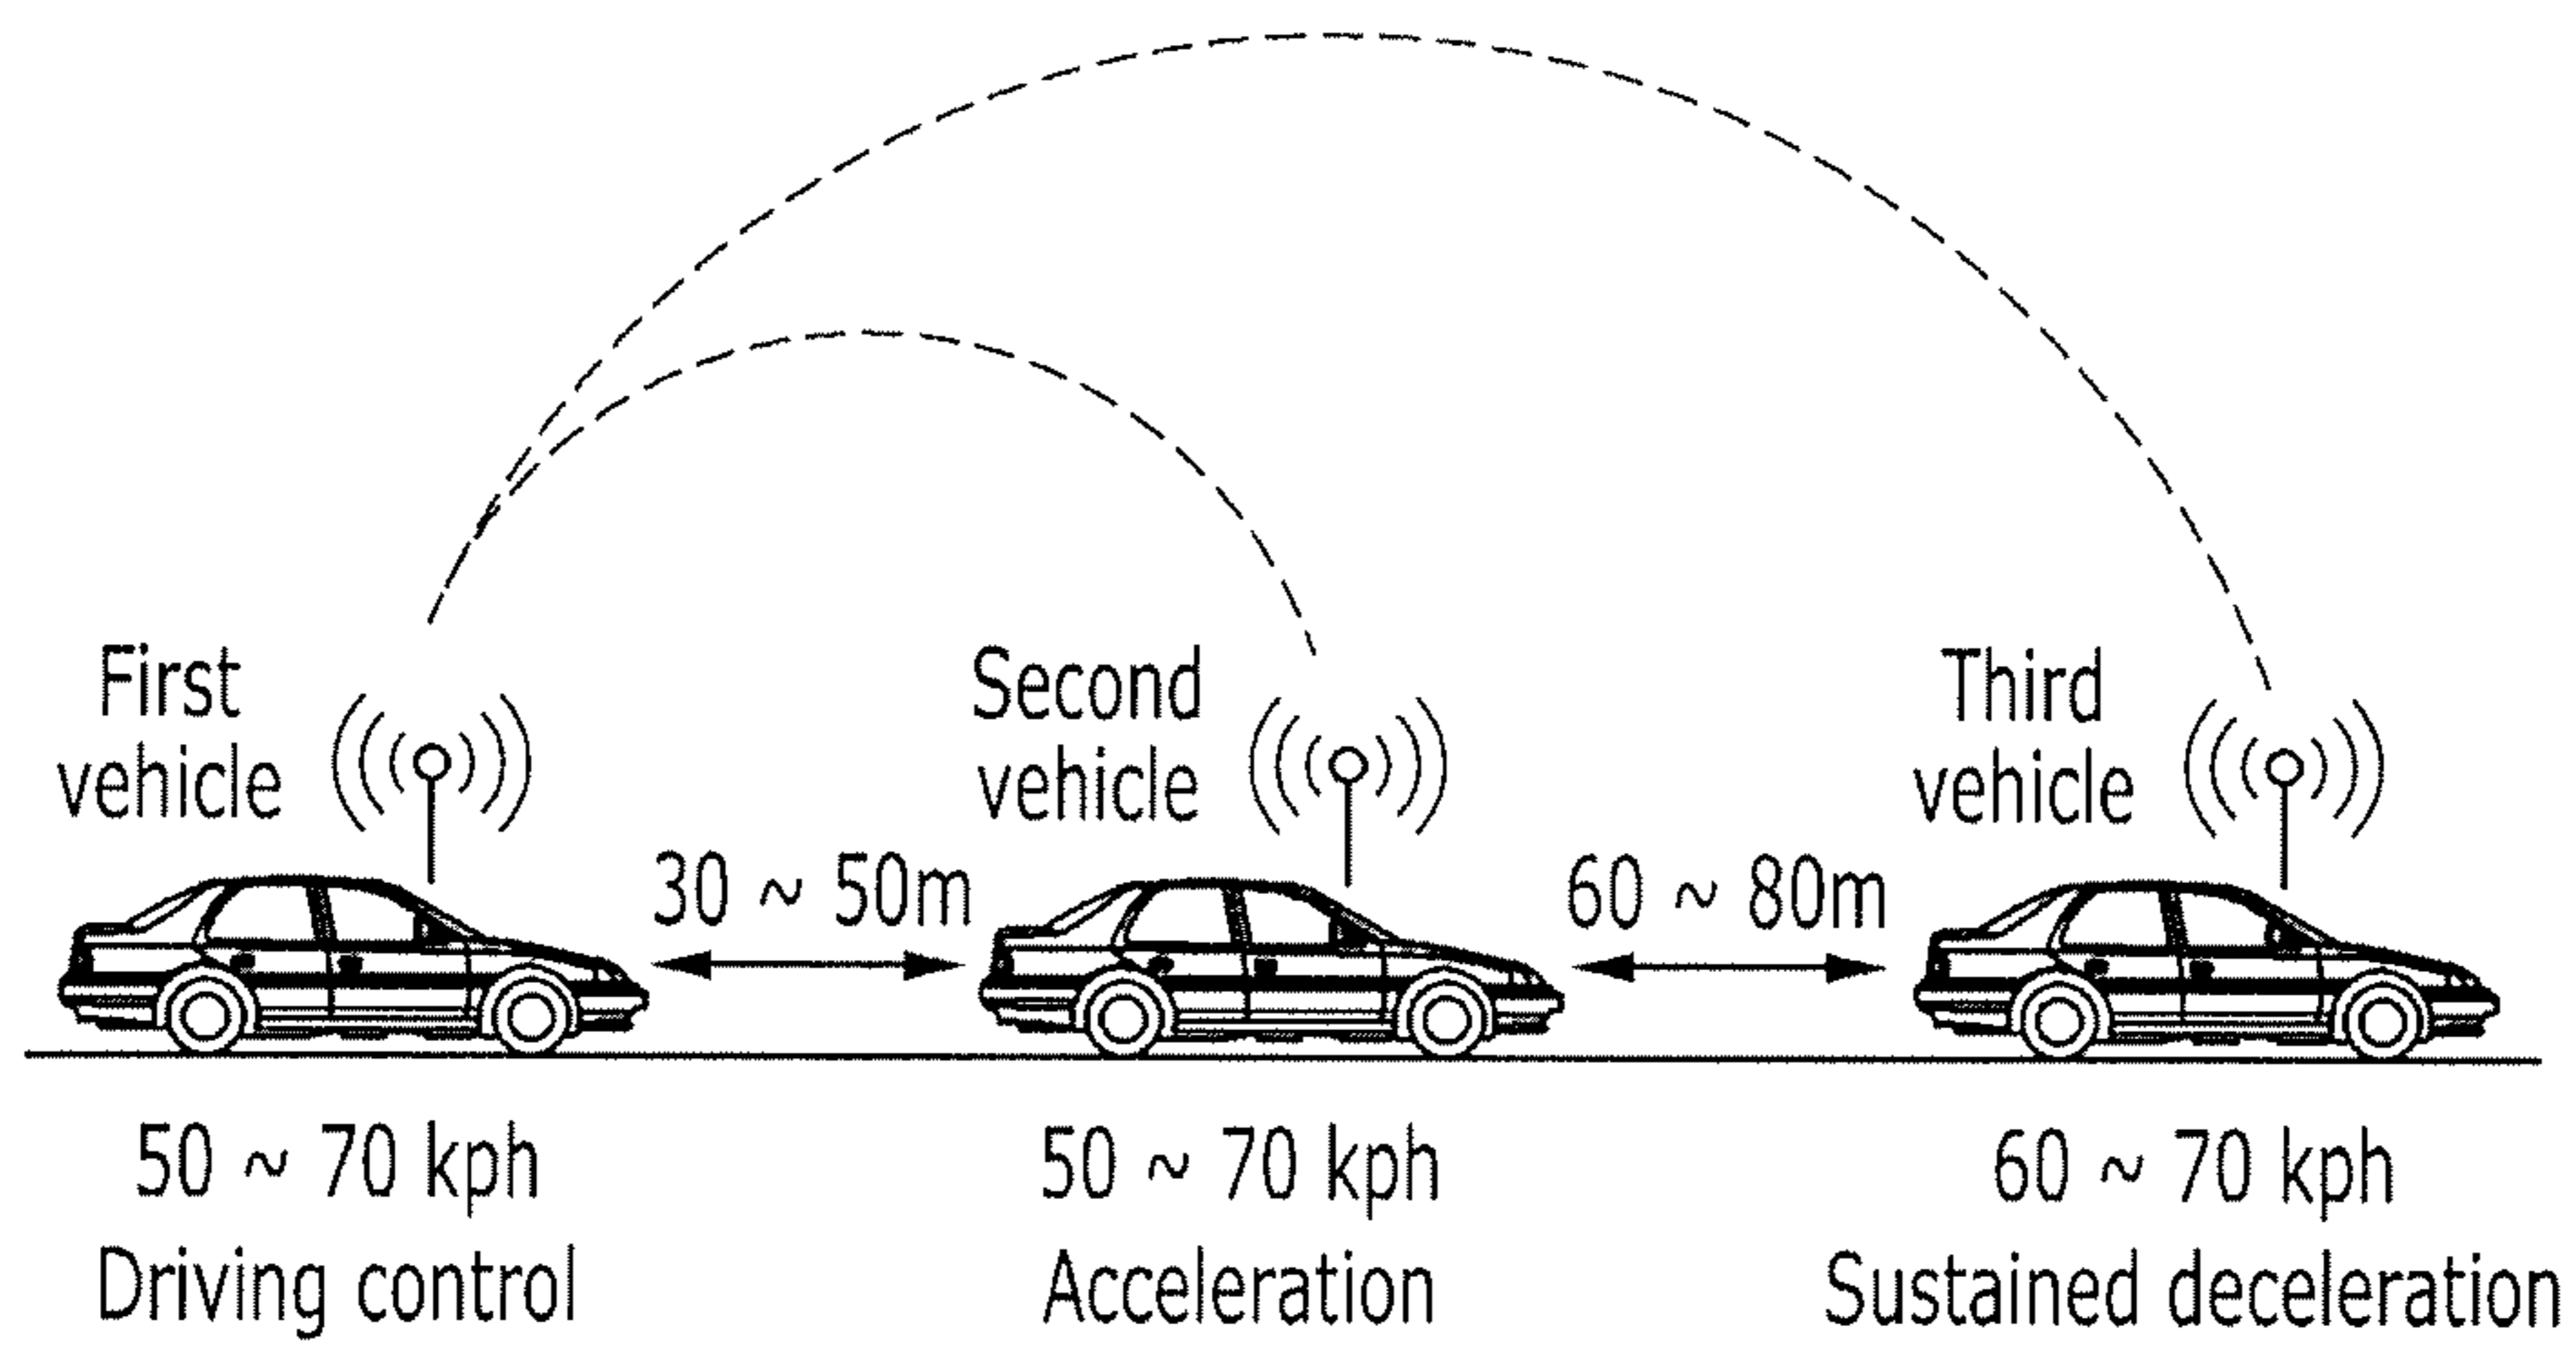 First
vehicle
Second
vehicle
Third
vehicle
30 ~ 50m
60 ~ 80m
50 ~ 70 kph
Driving control
50 ~ 70 kph
Acceleration
60 ~ 70 kph
Sustained deceleration